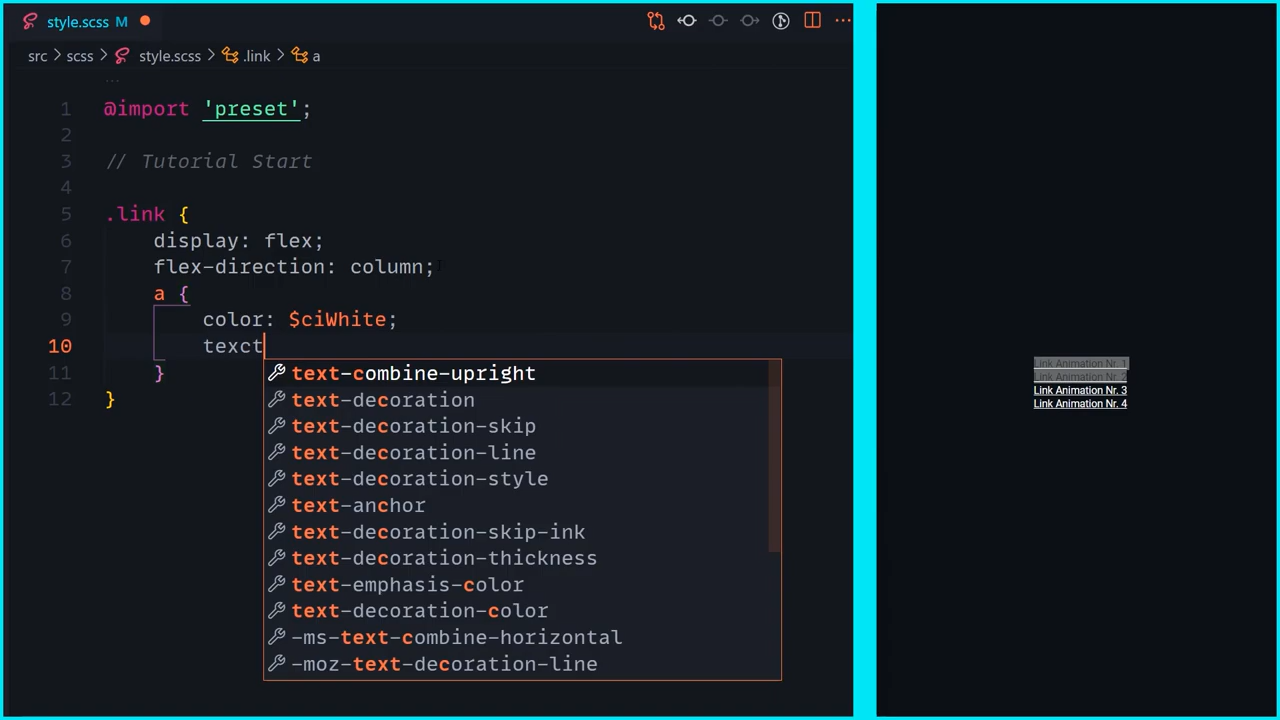 style.scss M
src > scss > style.scss > .link > a
...
1 @import 'preset';
2
3 // Tutorial Start
4
5 .link {
6 display: flex;
7 flex-direction: column;
8 a {
9 color: $ciWhite;
10 texct
11 }
12 }
text-combine-upright
text-decoration
text-decoration-skip
text-decoration-line
text-decoration-style
text-anchor
text-decoration-skip-ink
text-decoration-thickness
text-emphasis-color
text-decoration-color
-ms-text-combine-horizontal
-moz-text-decoration-line
Link Animation Nr. 1
Link Animation Nr. 2
Link Animation Nr. 3
Link Animation Nr. 4